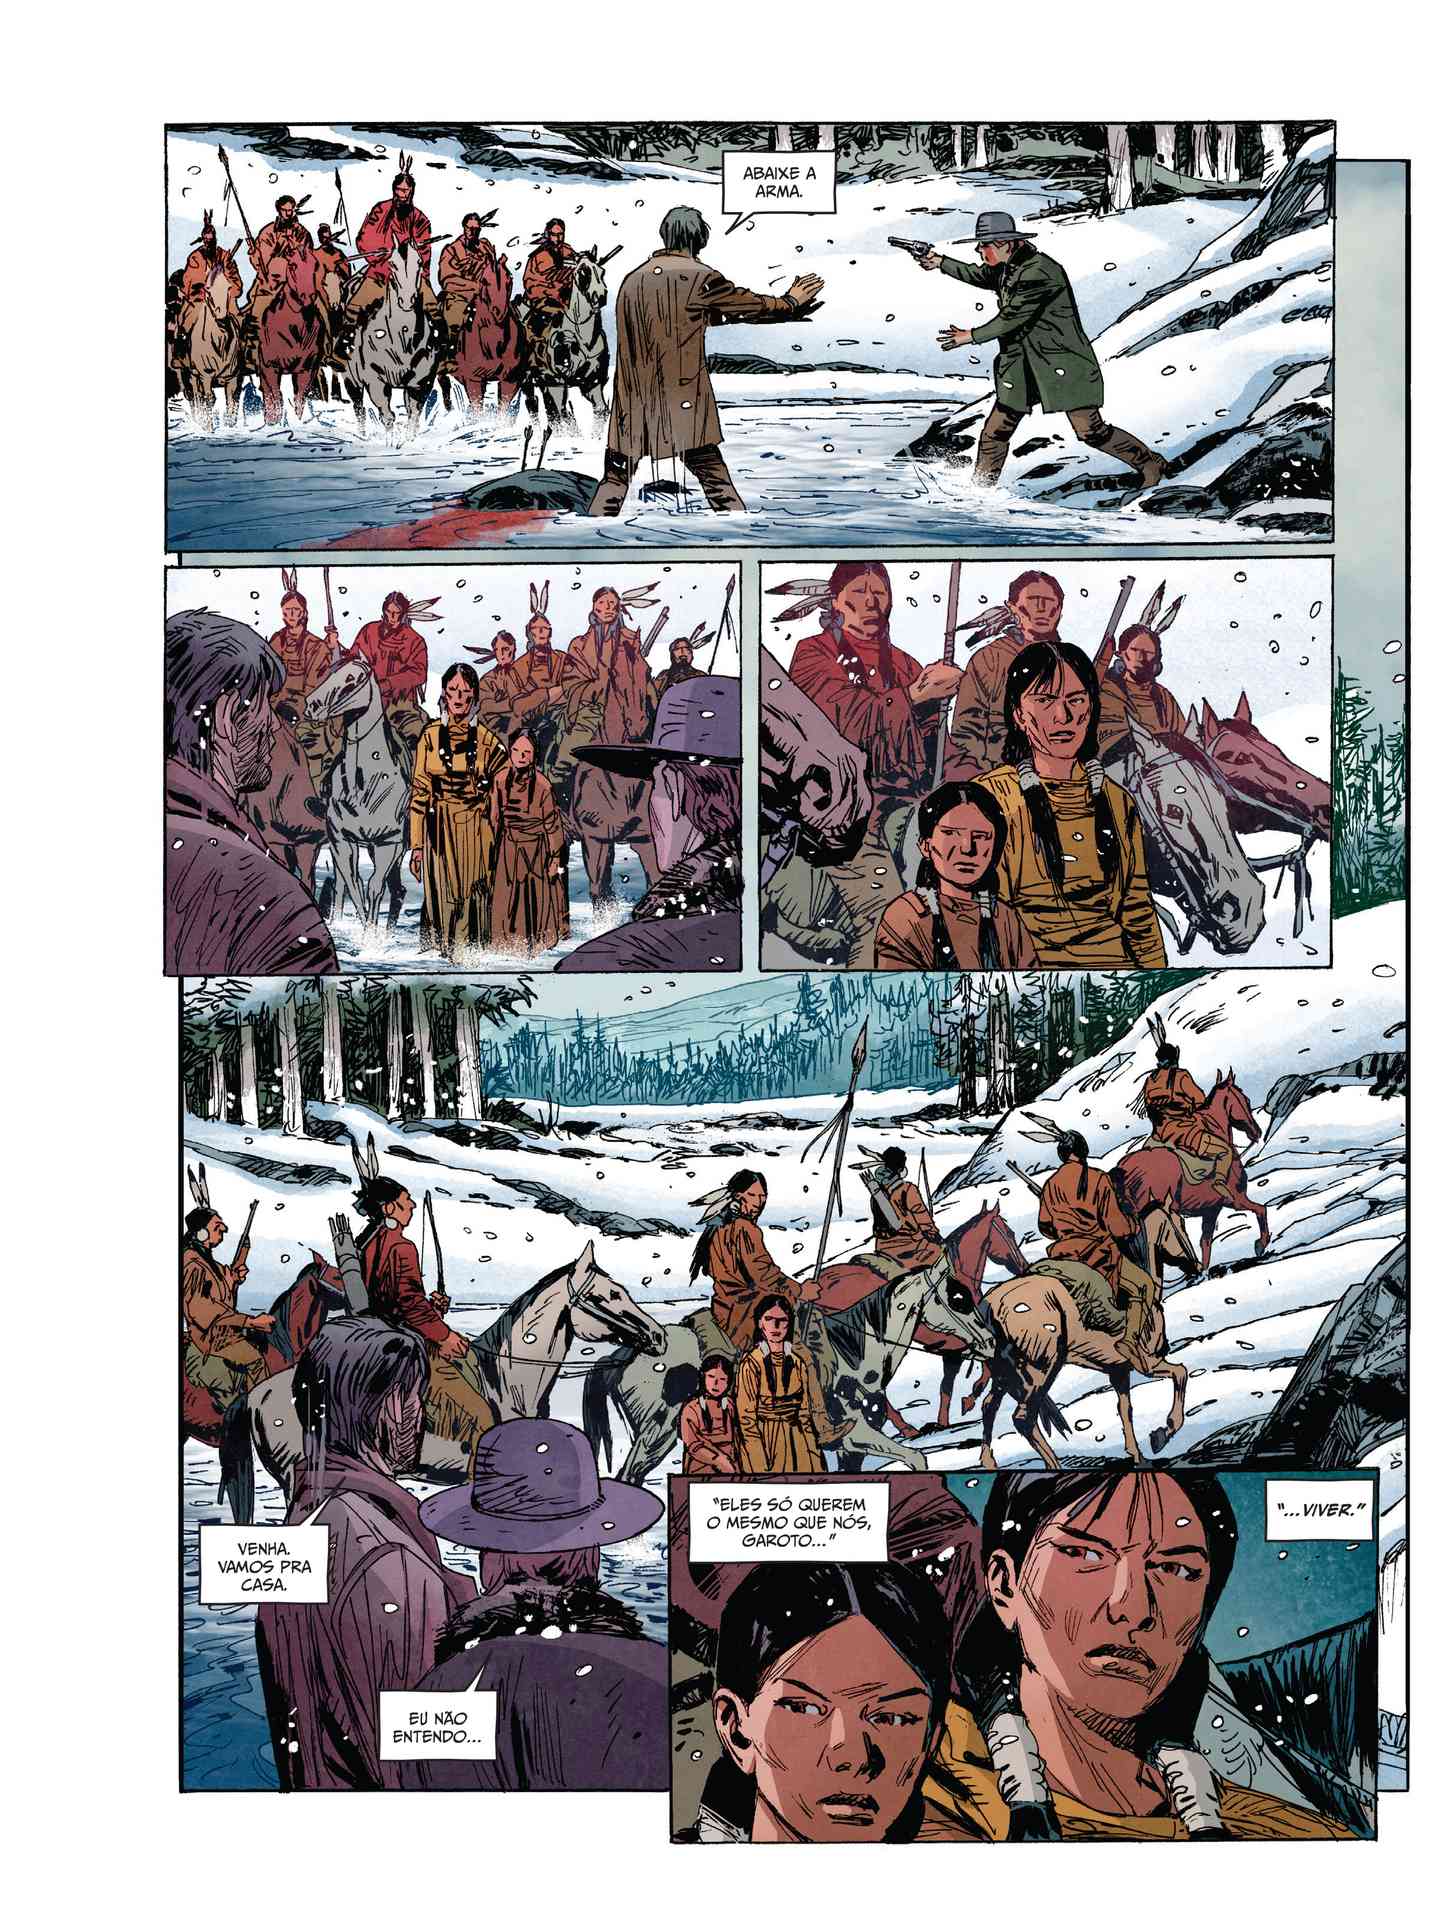 ABAIXE A
ARMA.
VENHA.
VAMOS PRA
CASA.
EU NÃO
ENTENDO...
"ELES SÓ QUEREM
O MESMO QUE NÓS,
GAROTO..."
"...VIVER."